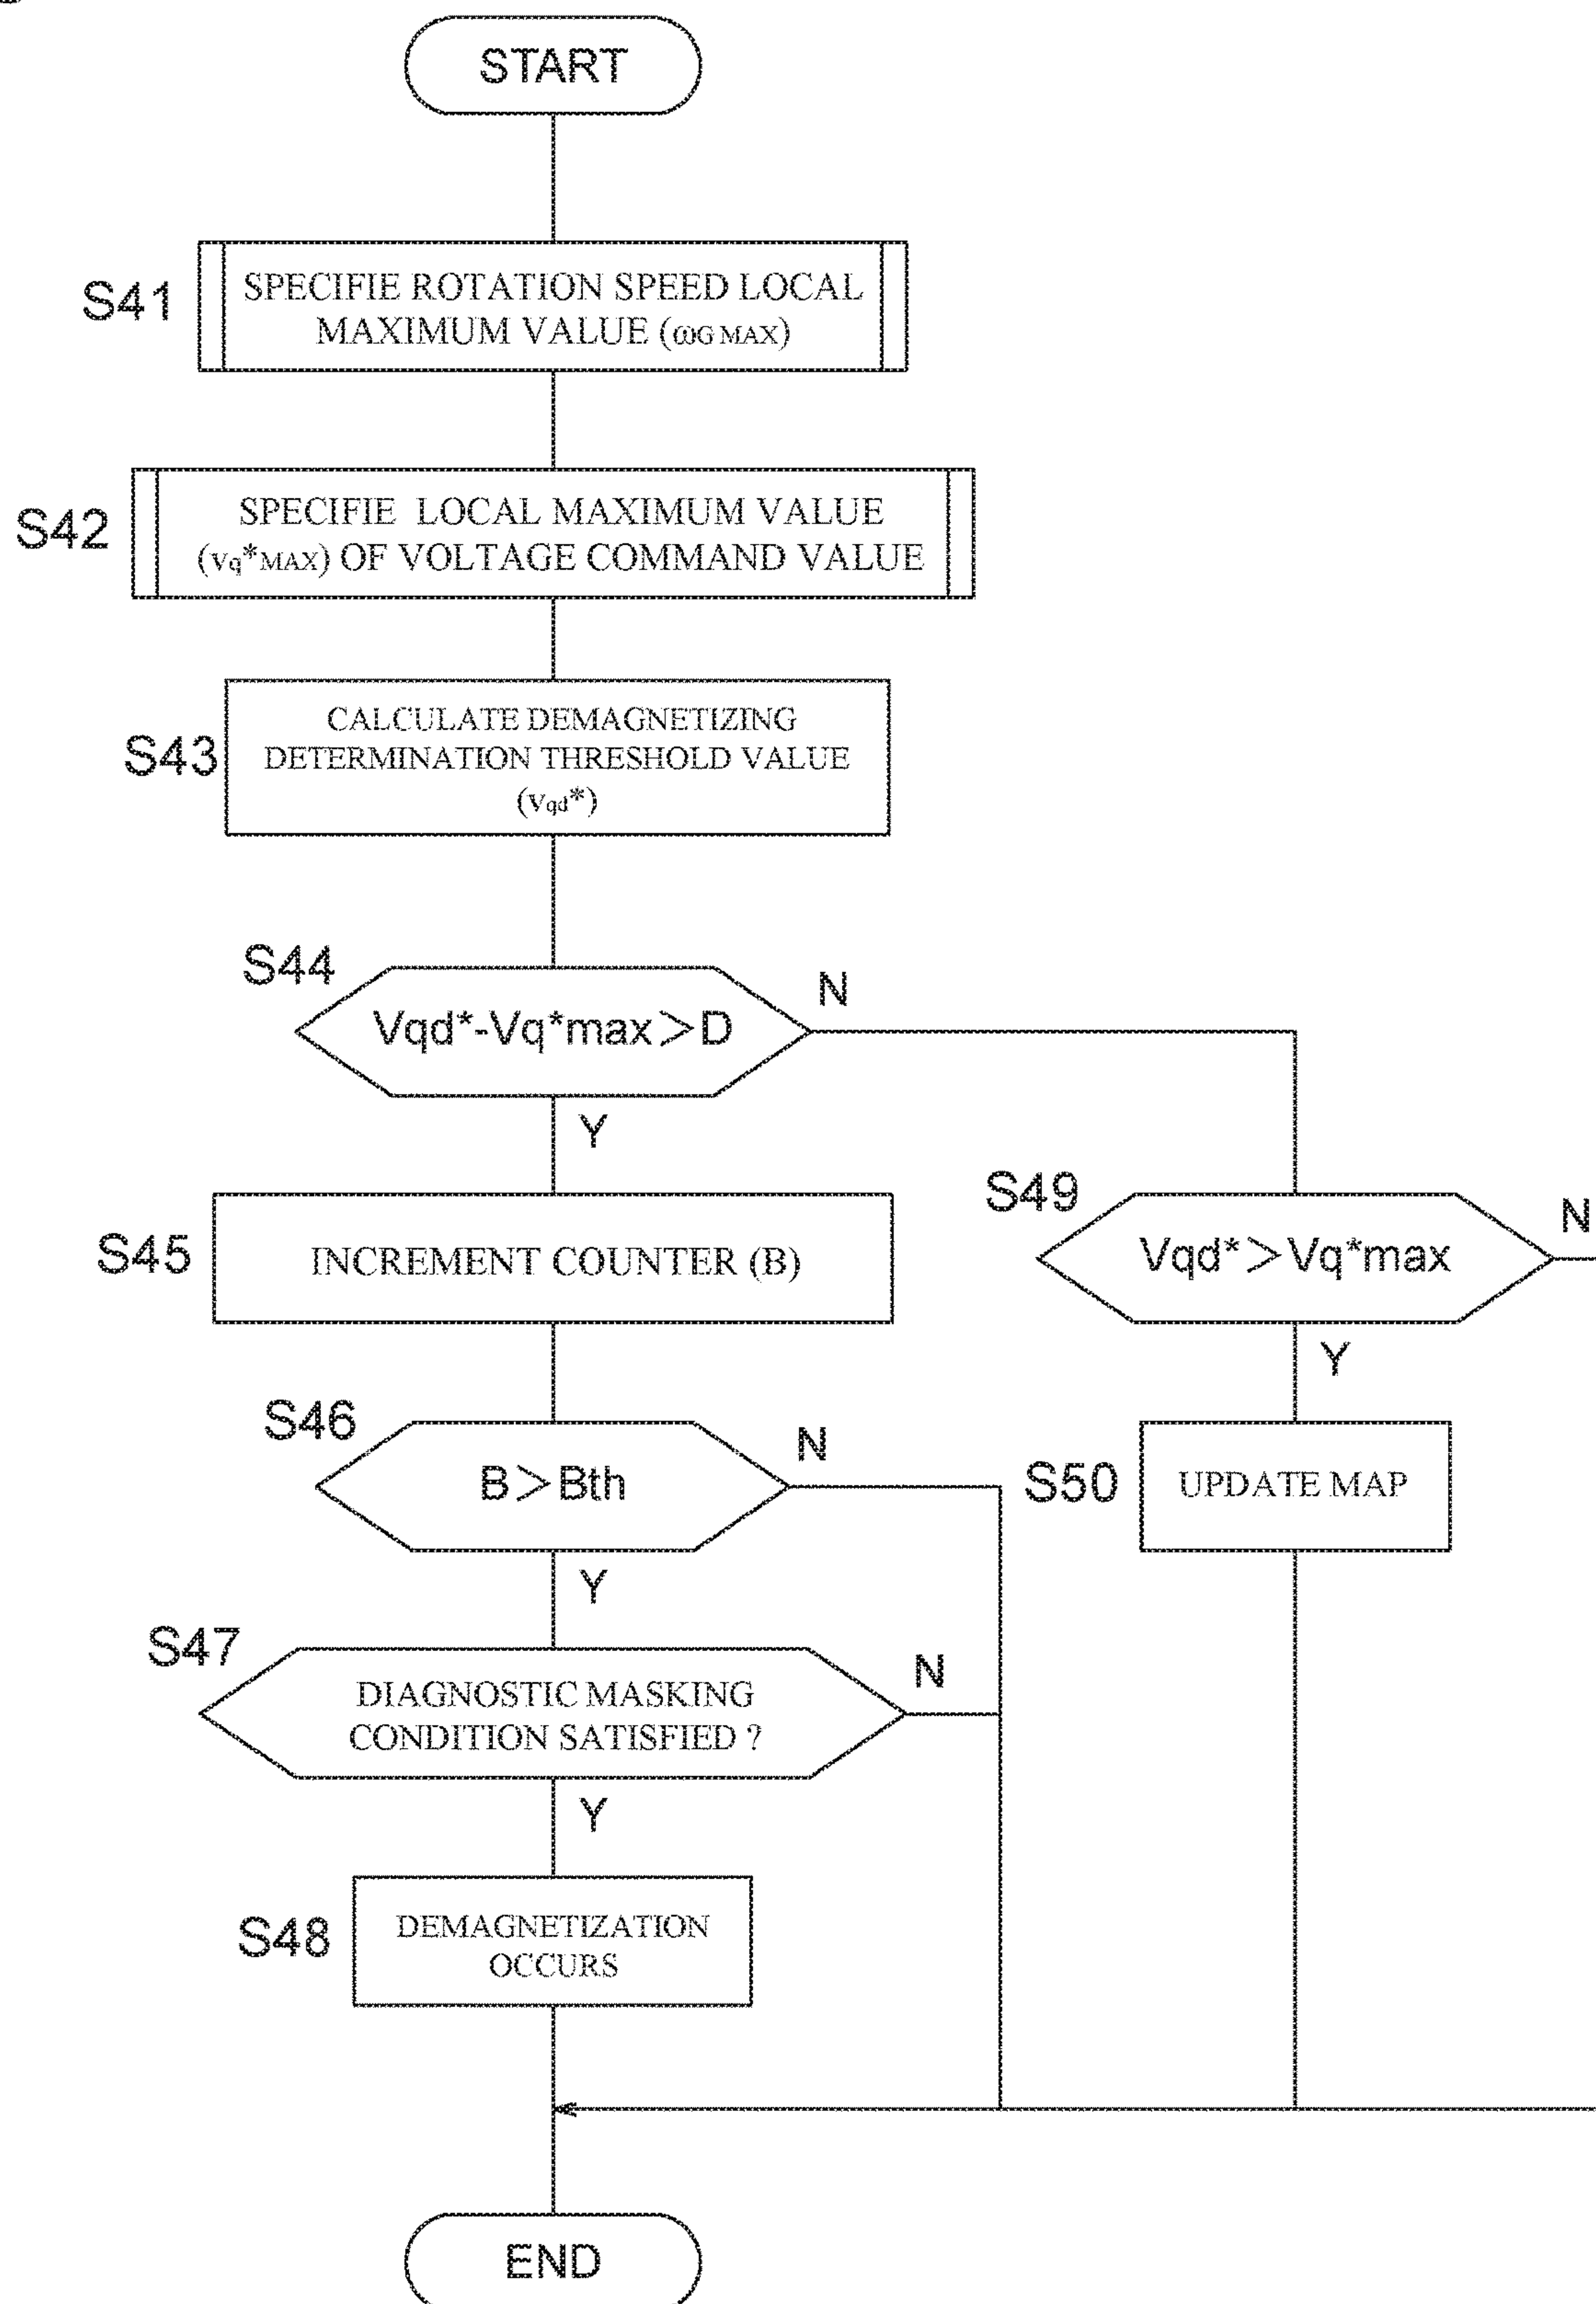 START
S41
SPECIFIE ROTATION SPEED LOCAL
MAXIMUM VALUE (ωG MAX)
S42
SPECIFIE LOCAL MAXIMUM VALUE
(vq*MAX) OF VOLTAGE COMMAND VALUE
S43
CALCULATE DEMAGNETIZING
DETERMINATION THRESHOLD VALUE
(vqd*)
S44
Vqd*-Vq*max>D
N
Y
S45
INCREMENT COUNTER (B)
S49
Vqd*>Vq*max
N
Y
S46
B>Bth
N
Y
S50
UPDATE MAP
S47
DIAGNOSTIC MASKING
CONDITION SATISFIED ?
N
Y
S48
DEMAGNETIZATION
OCCURS
END